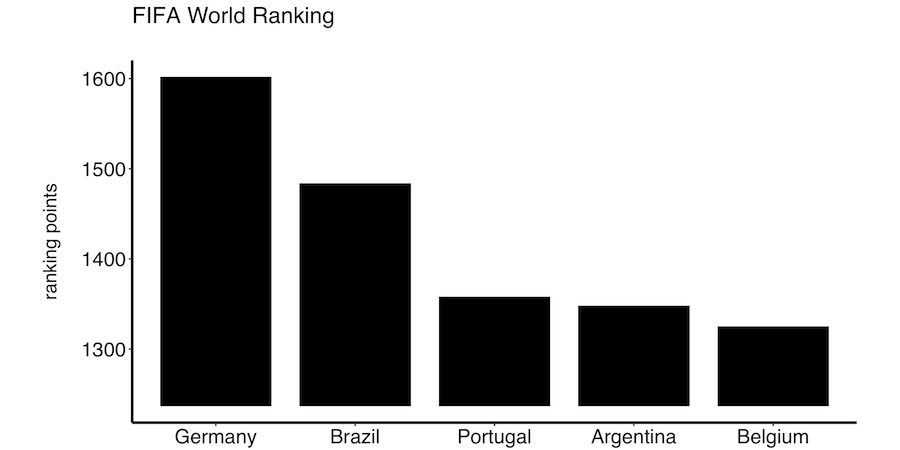 FIFA World Ranking
ranking points
1600
1500
1400
1300
Germany Brazil Portugal Argentina Belgium